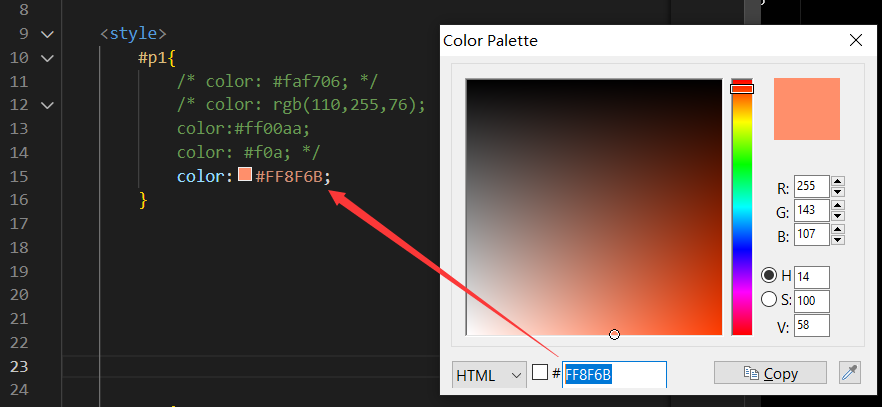 8
9 <style>
10 #p1{
11 /* color: #faf706; */
12 /* color: rgb(110,255,76);
13 color:#ff00aa;
14 color: #f0a; */
15 color: #FF8F6B;
16 }
17
18
19
20
21
22
23
24
Color Palette
R: 255
G: 143
B: 107
H 14
S: 100
V: 58
HTML # FF8F6B Copy